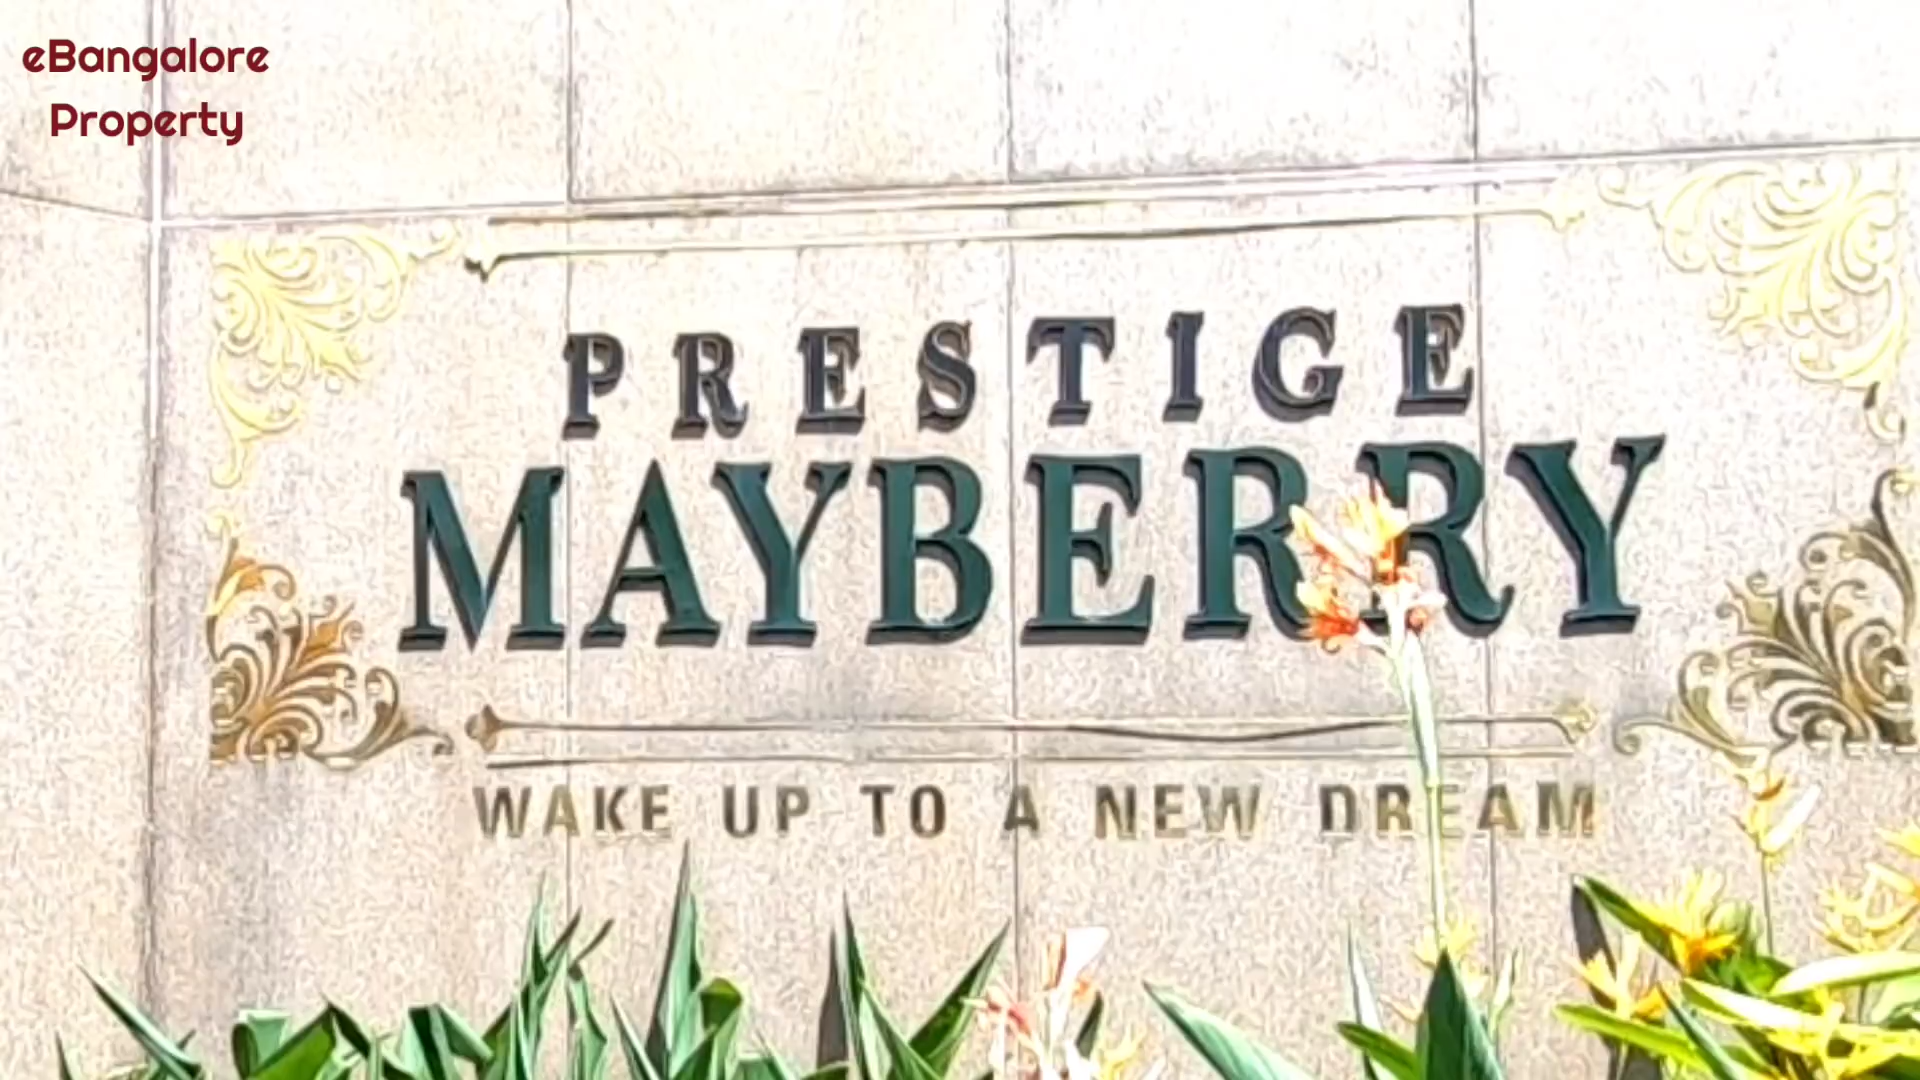 eBangalore
Property
PRESTIGE
MAYBERRY
WAKE UP TO A NEW DREAM